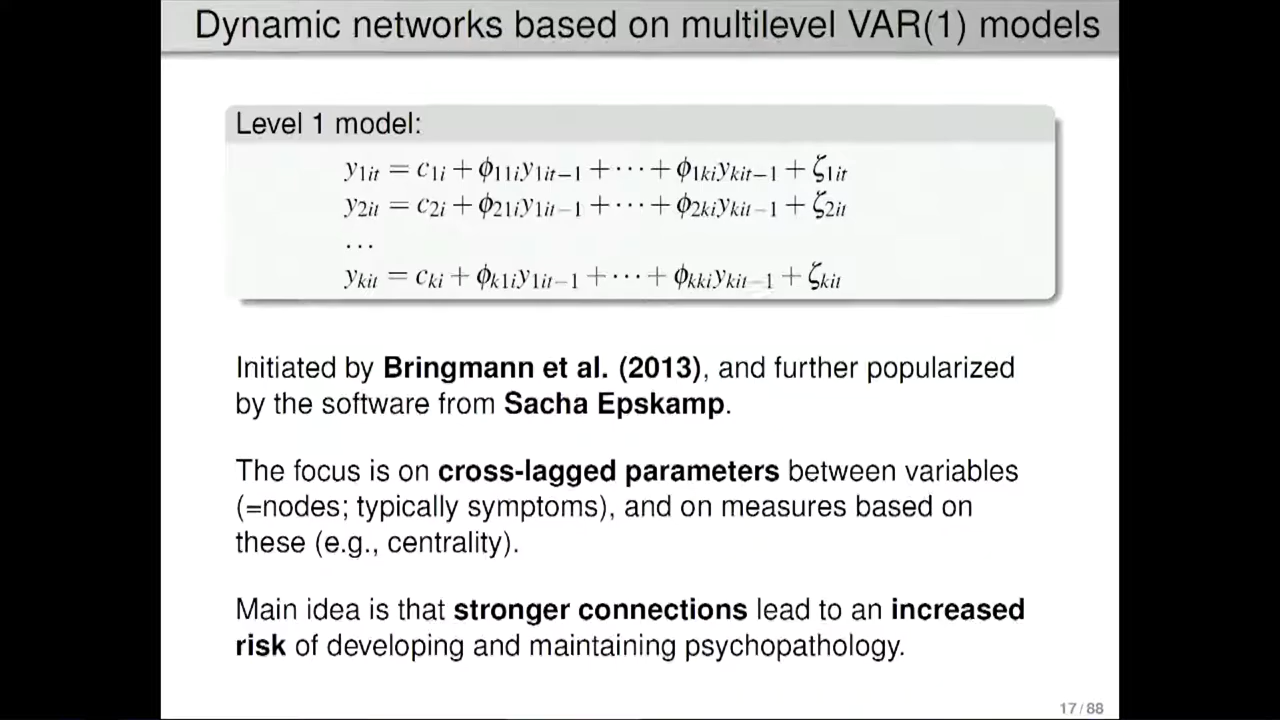 Dynamic networks based on multilevel VAR(1) models
Level 1 model:
y₁ᵢₜ = c₁ᵢ + ϕ₁₁ᵢy₁ᵢₜ₋₁ + ⋯ + ϕ₁ₖᵢyₖᵢₜ₋₁ + ζ₁ᵢₜ
y₂ᵢₜ = c₂ᵢ + ϕ₂₁ᵢy₁ᵢₜ₋₁ + ⋯ + ϕ₂ₖᵢyₖᵢₜ₋₁ + ζ₂ᵢₜ
...
yₖᵢₜ = cₖᵢ + ϕₖ₁ᵢy₁ᵢₜ₋₁ + ⋯ + ϕₖₖᵢyₖᵢₜ₋₁ + ζₖᵢₜ
Initiated by Bringmann et al. (2013), and further popularized
by the software from Sacha Epskamp.
The focus is on cross-lagged parameters between variables
(=nodes; typically symptoms), and on measures based on
these (e.g., centrality).
Main idea is that stronger connections lead to an increased
risk of developing and maintaining psychopathology.
17/88